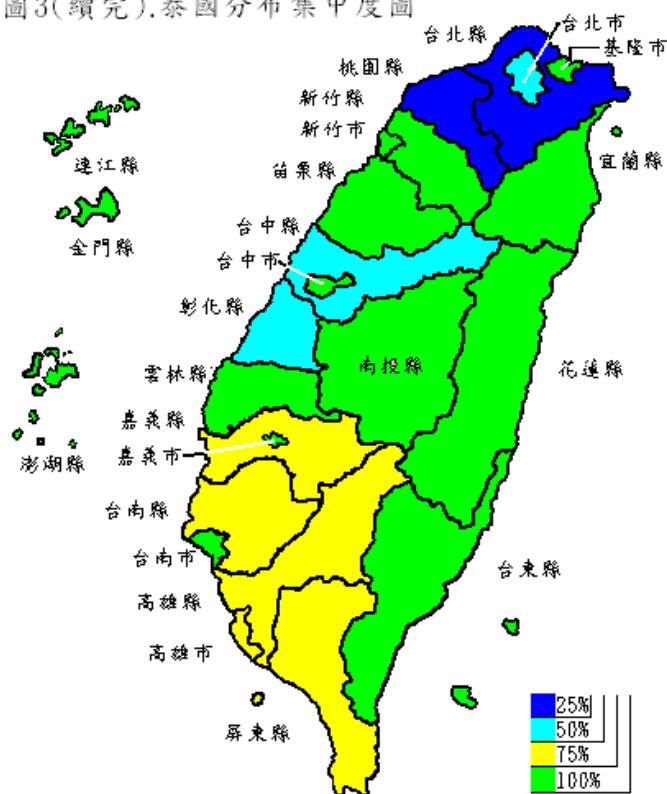 圖3(續完).泰國分布集中度圖
台北縣
台北市
基隆市
桃園縣
新竹縣
新竹市
宜蘭縣
連江縣
苗栗縣
金門縣
台中縣
台中市
彰化縣
雲林縣
南投縣
花蓮縣
嘉義縣
澎湖縣
嘉義市
台南縣
台南市
台東縣
高雄縣
高雄市
屏東縣
25%
50%
75%
100%